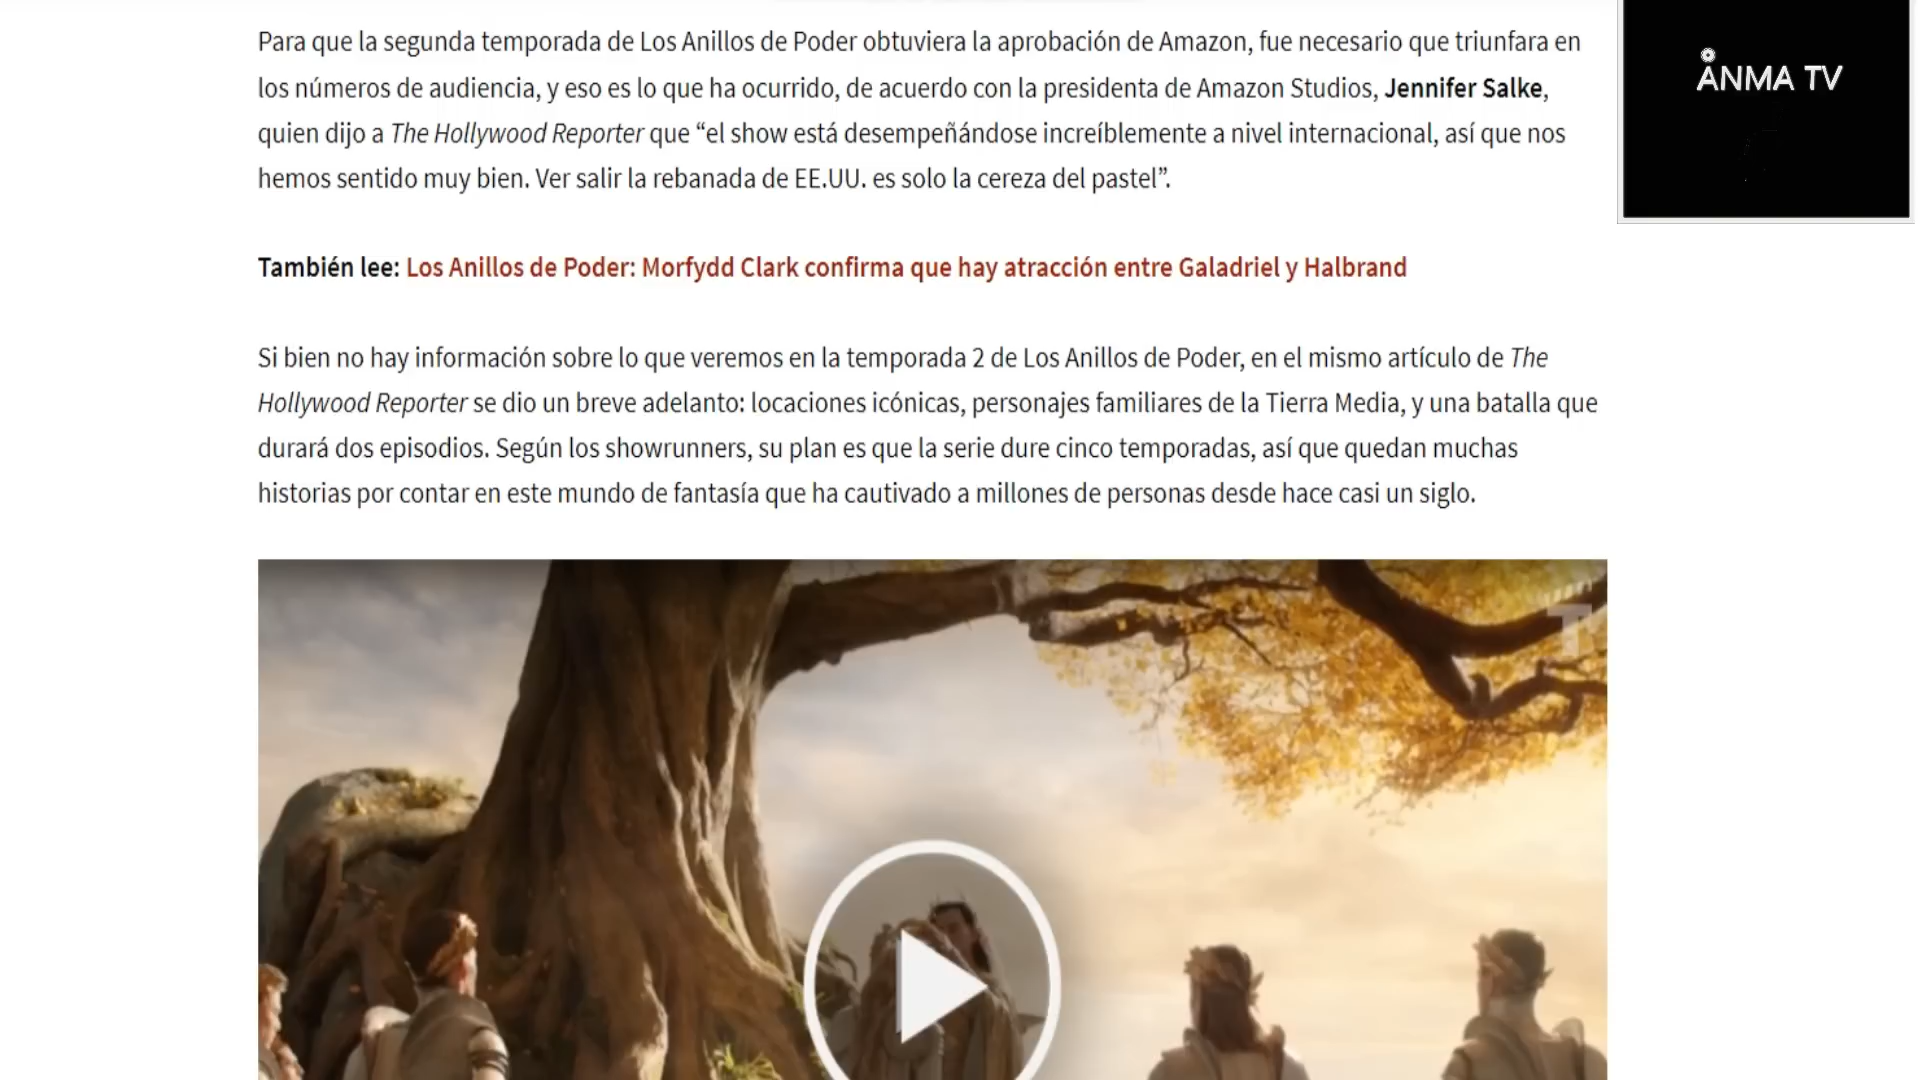 Para que la segunda temporada de Los Anillos de Poder obtuviera la aprobación de Amazon, fue necesario que triunfara en
los números de audiencia, y eso es lo que ha ocurrido, de acuerdo con la presidenta de Amazon Studios, Jennifer Salke,
quien dijo a The Hollywood Reporter que “el show está desempeñándose increíblemente a nivel internacional, así que nos
hemos sentido muy bien. Ver salir la rebanada de EE.UU. es solo la cereza del pastel”.
También lee: Los Anillos de Poder: Morfydd Clark confirma que hay atracción entre Galadriel y Halbrand
Si bien no hay información sobre lo que veremos en la temporada 2 de Los Anillos de Poder, en el mismo artículo de The
Hollywood Reporter se dio un breve adelanto: locaciones icónicas, personajes familiares de la Tierra Media, y una batalla que
durará dos episodios. Según los showrunners, su plan es que la serie dure cinco temporadas, así que quedan muchas
historias por contar en este mundo de fantasía que ha cautivado a millones de personas desde hace casi un siglo.
ÅNMA TV
T